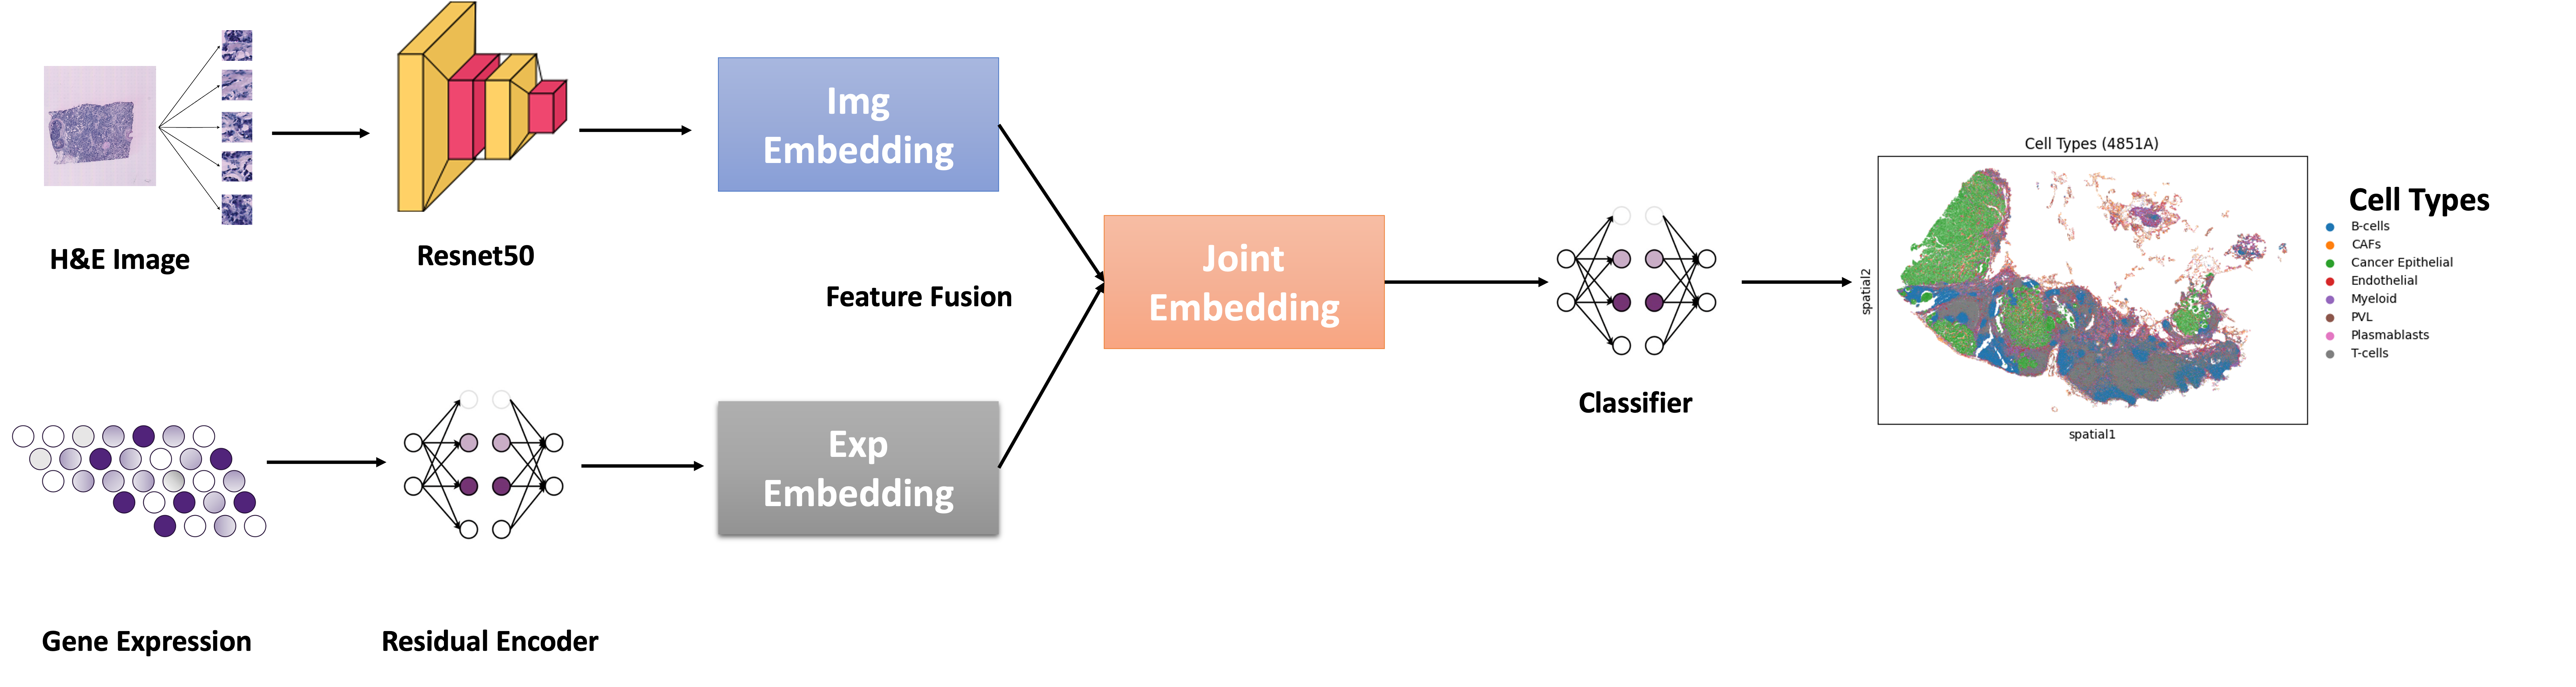 H&E Image
Resnet50
Img
Embedding
Feature Fusion
Gene Expression
Residual Encoder
Exp
Embedding
Joint
Embedding
Classifier
Cell Types (4851A)
spatial2
spatial1
Cell Types
B-cells
CAFs
Cancer Epithelial
Endothelial
Myeloid
PVL
Plasmablasts
T-cells